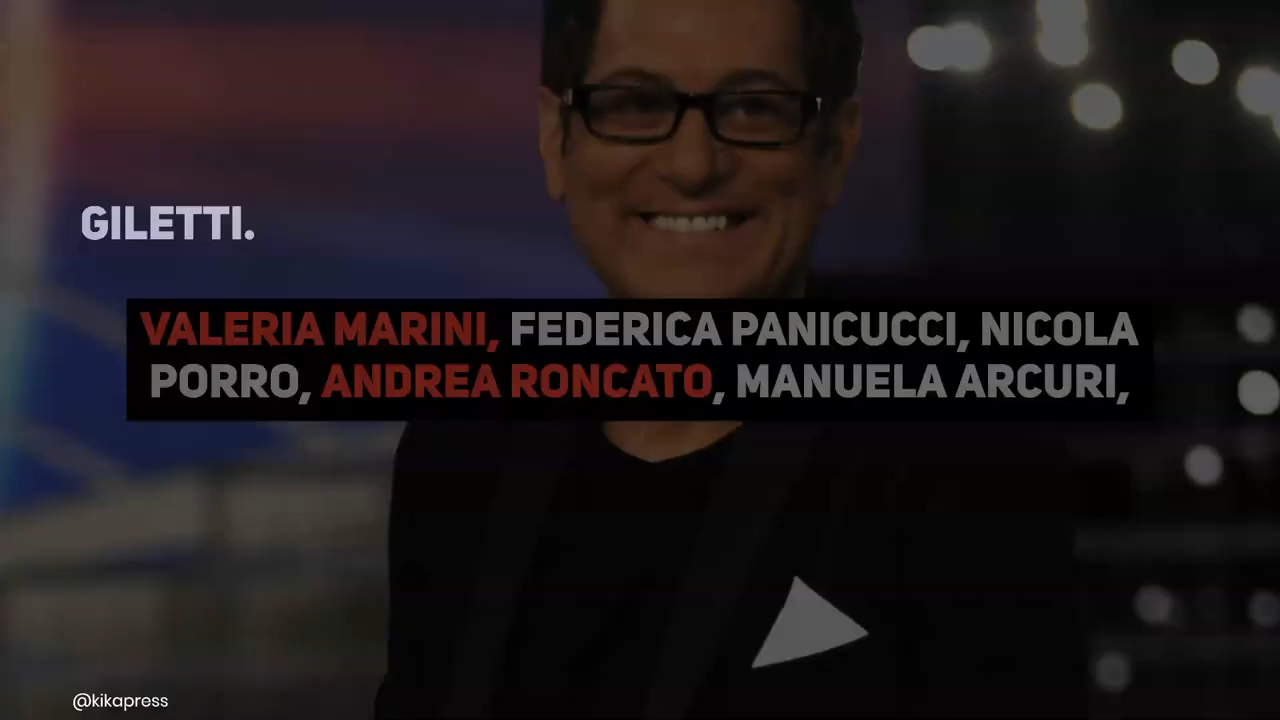 GILETTI.
VALERIA MARINI, FEDERICA PANICUCCI, NICOLA
PORRO, ANDREA RONCATO, MANUELA ARCURI,
@kikapress